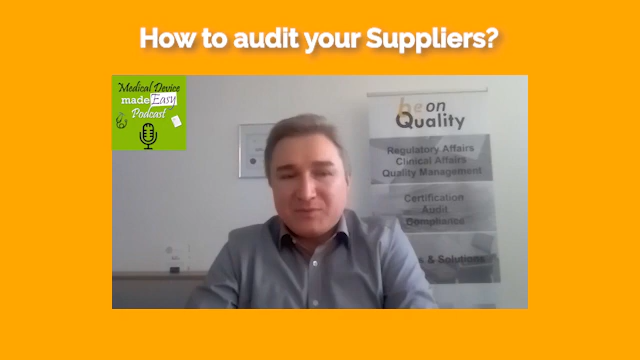 How to audit your Suppliers?
Medical Device
made Easy
Podcast
be on
Quality
Regulatory Affairs
Clinical Affairs
Quality Management
Certification
Audit
Compliance
& Solutions